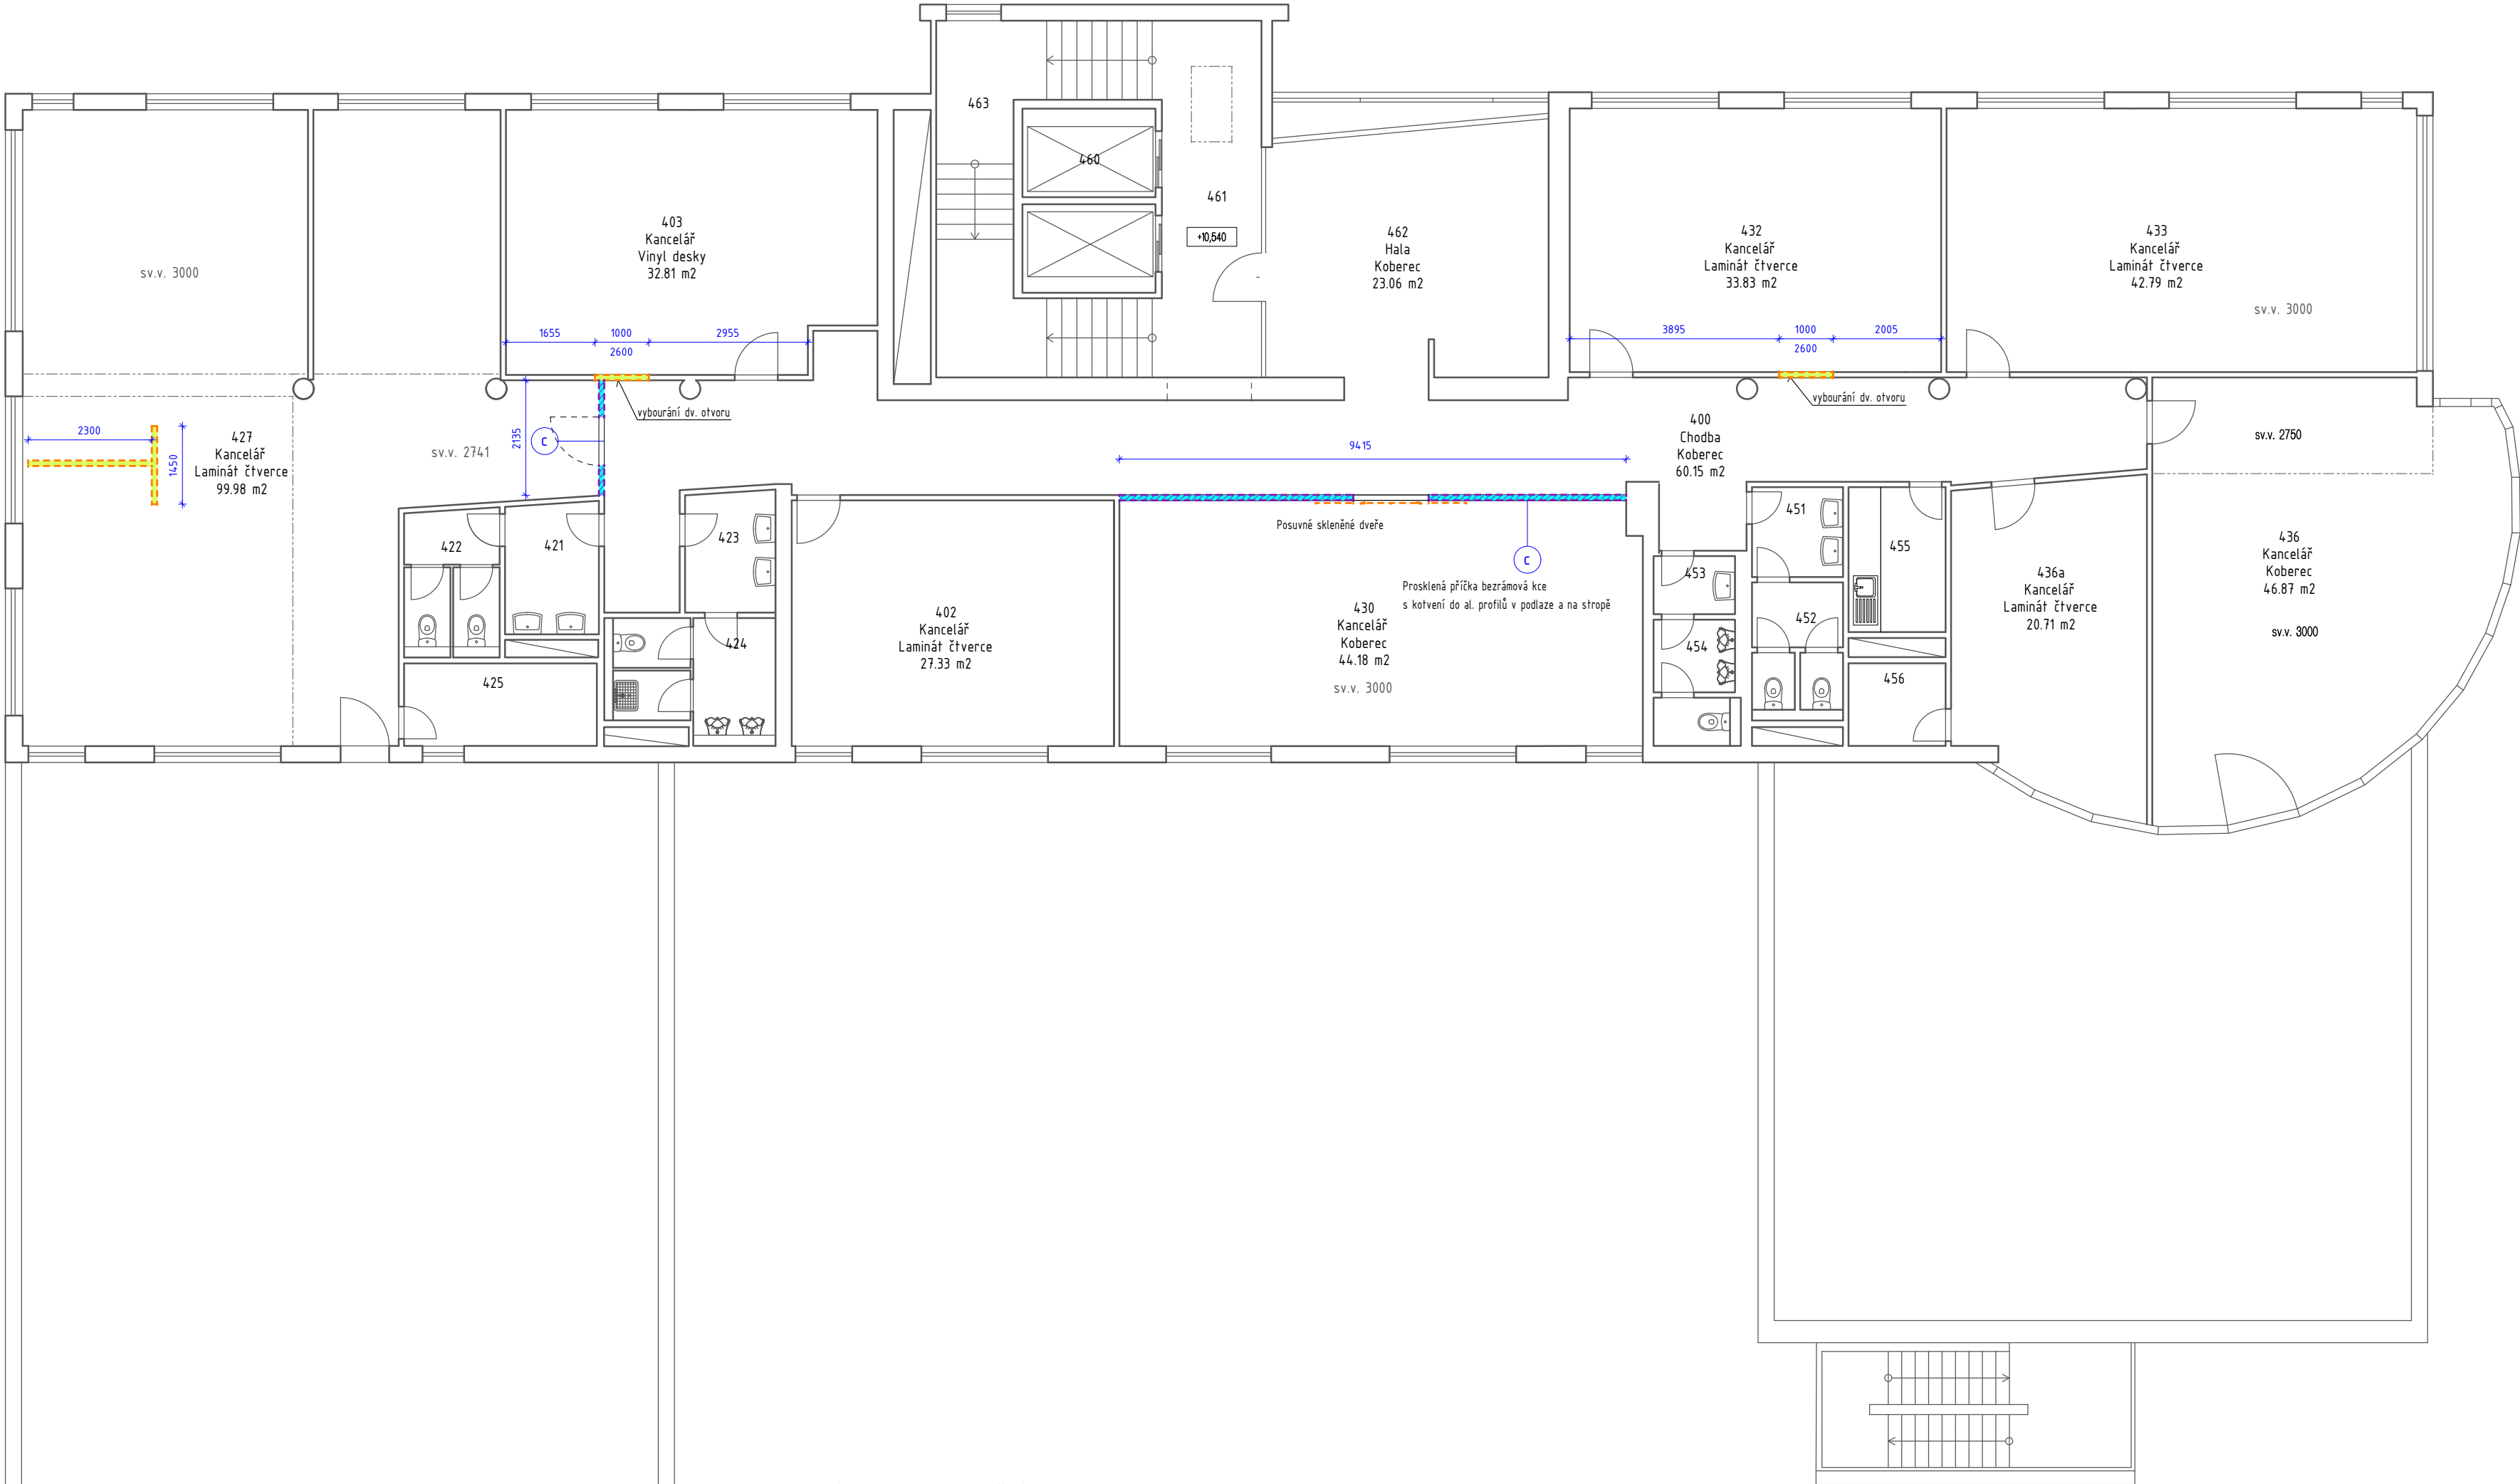 463
460
461
+10,540
403
Kancelář
Vinyl desky
32.81 m2
sv.v. 3000
462
Hala
Koberec
23.06 m2
432
Kancelář
Laminát čtverce
33.83 m2
433
Kancelář
Laminát čtverce
42.79 m2
sv.v. 3000
1655
1000
2955
2600
3895
1000
2005
2600
vybourání dv. otvoru
vybourání dv. otvoru
2300
1450
427
Kancelář
Laminát čtverce
99.98 m2
sv.v. 2741
2135
C
9415
400
Chodba
Koberec
60.15 m2
sv.v. 2750
Posuvné skleněné dveře
C
Prosklená příčka bezrámová kce
s kotvení do al. profilů v podlaze a na stropě
422
421
423
424
425
402
Kancelář
Laminát čtverce
27.33 m2
430
Kancelář
Koberec
44.18 m2
sv.v. 3000
451
453
452
454
455
456
436a
Kancelář
Laminát čtverce
20.71 m2
436
Kancelář
Koberec
46.87 m2
sv.v. 3000